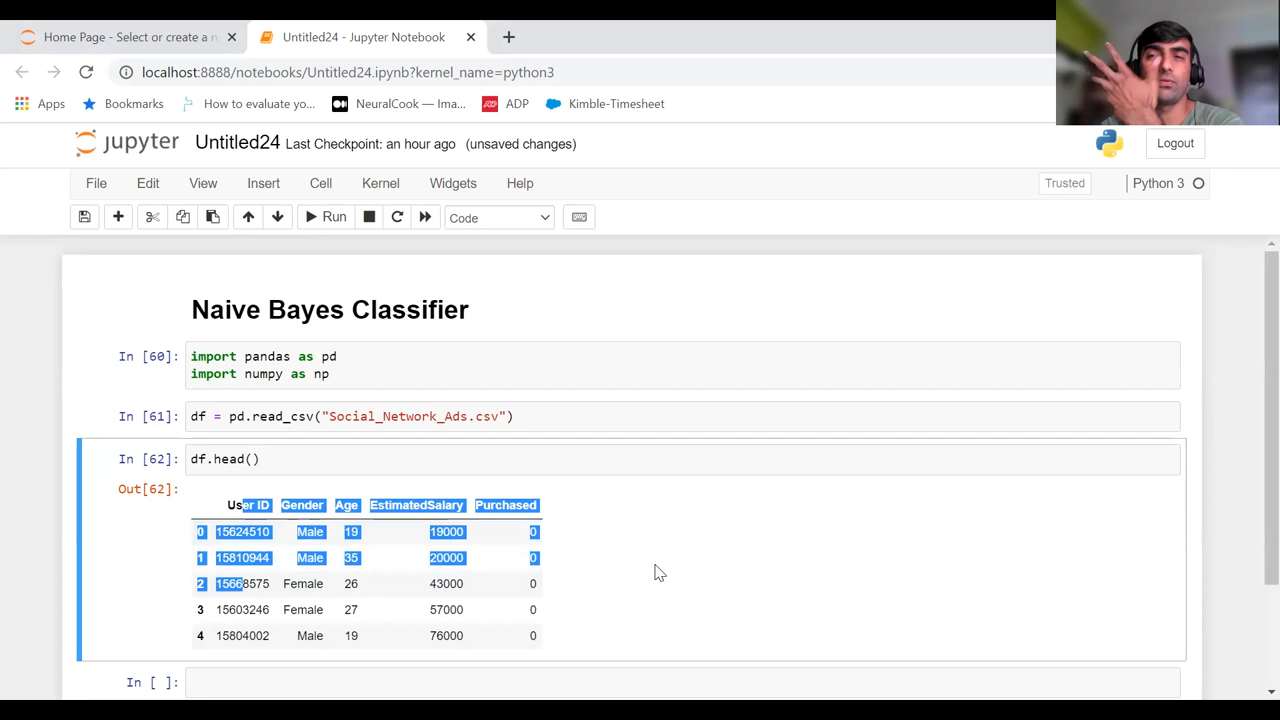 Home Page - Select or create a n
Untitled24 - Jupyter Notebook
localhost:8888/notebooks/Untitled24.ipynb?kernel_name=python3
Apps Bookmarks How to evaluate yo... NeuralCook — Ima... ADP Kimble-Timesheet
jupyter Untitled24 Last Checkpoint: an hour ago (unsaved changes) Logout
File Edit View Insert Cell Kernel Widgets Help Trusted Python 3
Run Code
Naive Bayes Classifier
In [60]: import pandas as pd
import numpy as np
In [61]: df = pd.read_csv("Social_Network_Ads.csv")
In [62]: df.head()
Out[62]:
User ID Gender Age EstimatedSalary Purchased
0 15624510 Male 19 19000 0
1 15810944 Male 35 20000 0
2 15668575 Female 26 43000 0
3 15603246 Female 27 57000 0
4 15804002 Male 19 76000 0
In [ ]: